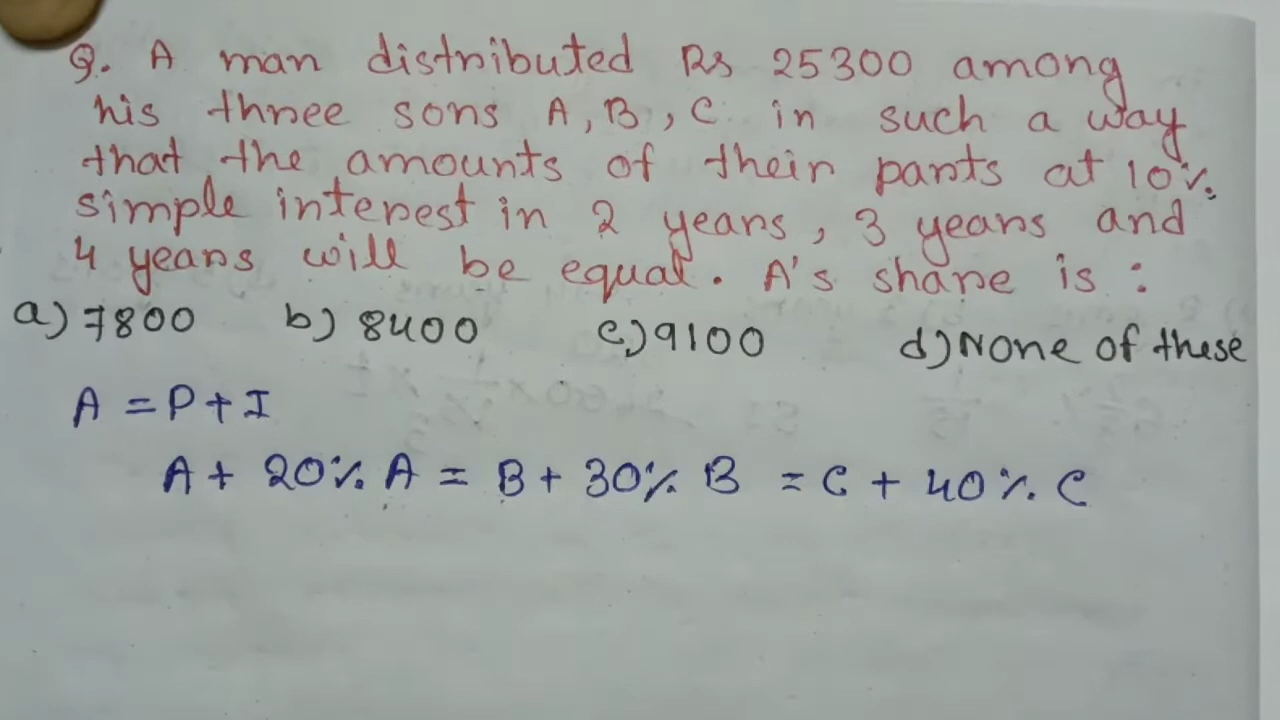 Q. A man distributed Rs 25300 among
his three sons A, B, C in such a way
that the amounts of their parts at 10%
simple interest in 2 years, 3 years and
4 years will be equal. A's share is :
a) 7800 b) 8400 c) 9100 d) None of these
A = P + I
A + 20% A = B + 30% B = C + 40% C